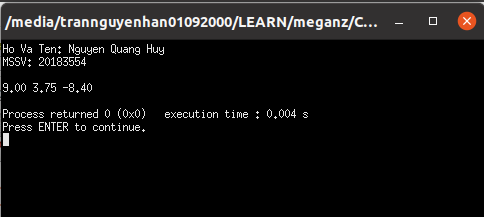 /media/trannguyenhan01092000/LEARN/meganz/C...
Ho Va Ten: Nguyen Quang Huy
MSSV: 20183554
9.00 3.75 -8.40
Process returned 0 (0x0)   execution time : 0.004 s
Press ENTER to continue.